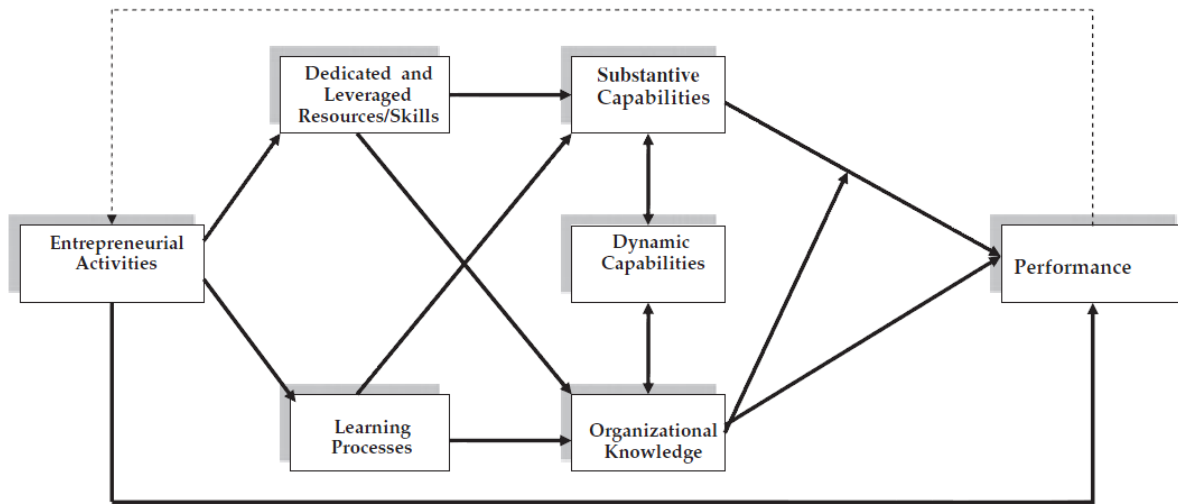 Dedicated and
Leveraged
Resources/Skills
Substantive
Capabilities
Entrepreneurial
Activities
Dynamic
Capabilities
Performance
Learning
Processes
Organizational
Knowledge